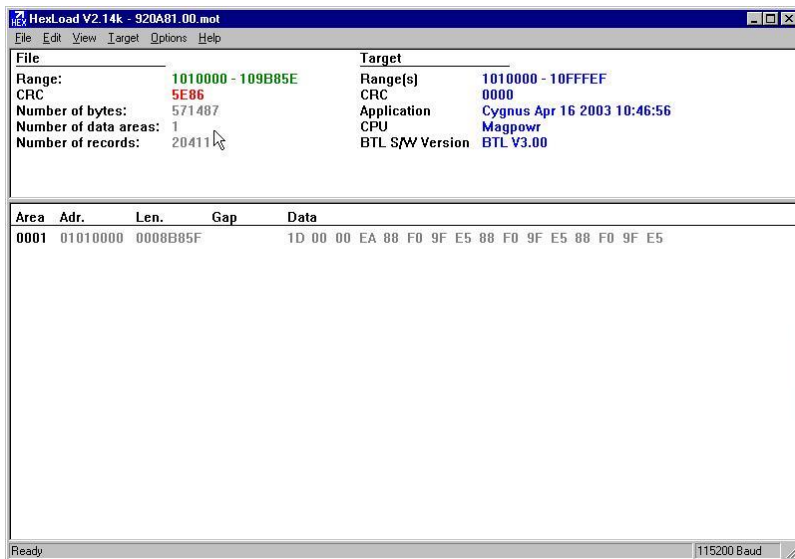 HexLoad V2.14k - 920A81.00.mot
File Edit View Target Options Help
File Target
Range: 1010000 - 109B85E Range(s) 1010000 - 10FFFEF
CRC 5E86 CRC 0000
Number of bytes: 571487 Application Cygnus Apr 16 2003 10:46:56
Number of data areas: 1 CPU Magpowr
Number of records: 20411 BTL S/W Version BTL V3.00
Area Adr. Len. Gap Data
0001 01010000 0008B85F 1D 00 00 EA 88 F0 9F E5 88 F0 9F E5 88 F0 9F E5
Ready 115200 Baud